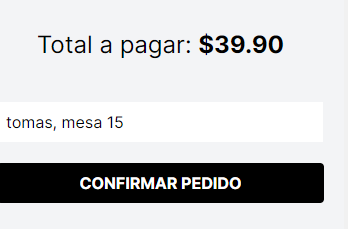 Total a pagar: $39.90
tomas, mesa 15
CONFIRMAR PEDIDO